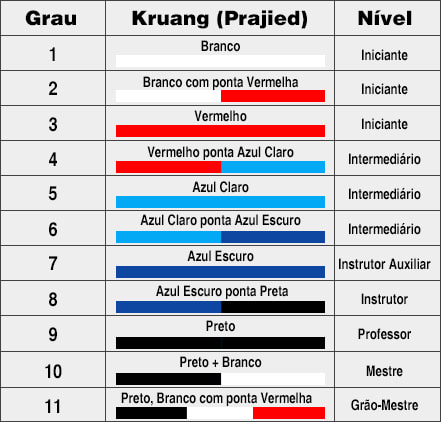 Grau Kruang (Prajied) Nível
1 Branco Iniciante
2 Branco com ponta Vermelha Iniciante
3 Vermelho Iniciante
4 Vermelho ponta Azul Claro Intermediário
5 Azul Claro Intermediário
6 Azul Claro ponta Azul Escuro Intermediário
7 Azul Escuro Instrutor Auxiliar
8 Azul Escuro ponta Preta Instrutor
9 Preto Professor
10 Preto + Branco Mestre
11 Preto, Branco com ponta Vermelha Grão-Mestre